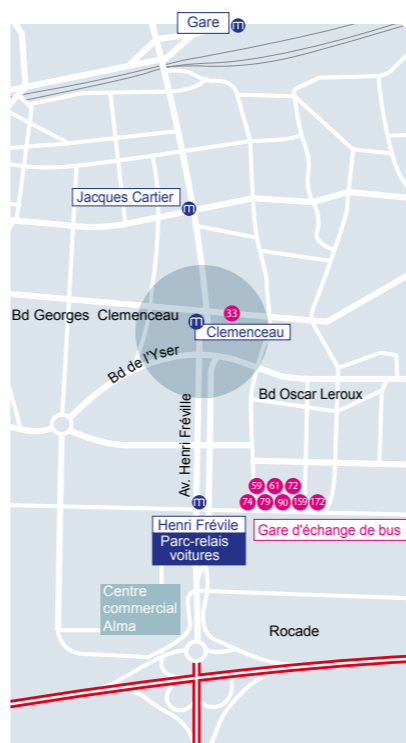 Gare m
Jacques Cartier
m
33
Bd Georges Clemenceau m
Clemenceau
Bd de l'Yser
Bd Oscar Leroux
Av. Henri Fréville
59 61 72
m 74 79 90 159 172
Henri Frévile
Gare d'échange de bus
Parc-relais
voitures
Centre
commercial
Alma
Rocade